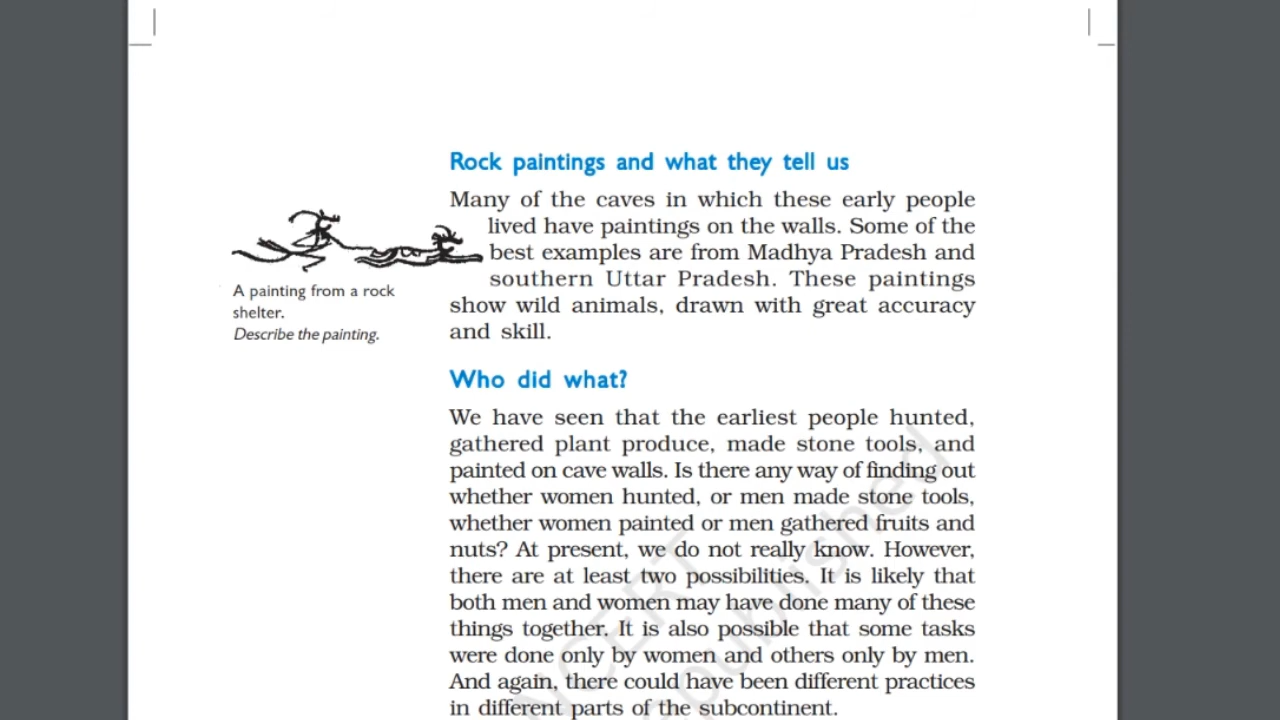 Rock paintings and what they tell us
Many of the caves in which these early people
lived have paintings on the walls. Some of the
best examples are from Madhya Pradesh and
southern Uttar Pradesh. These paintings
show wild animals, drawn with great accuracy
and skill.
A painting from a rock
shelter.
Describe the painting.
Who did what?
We have seen that the earliest people hunted,
gathered plant produce, made stone tools, and
painted on cave walls. Is there any way of finding out
whether women hunted, or men made stone tools,
whether women painted or men gathered fruits and
nuts? At present, we do not really know. However,
there are at least two possibilities. It is likely that
both men and women may have done many of these
things together. It is also possible that some tasks
were done only by women and others only by men.
And again, there could have been different practices
in different parts of the subcontinent.
NCERT
published